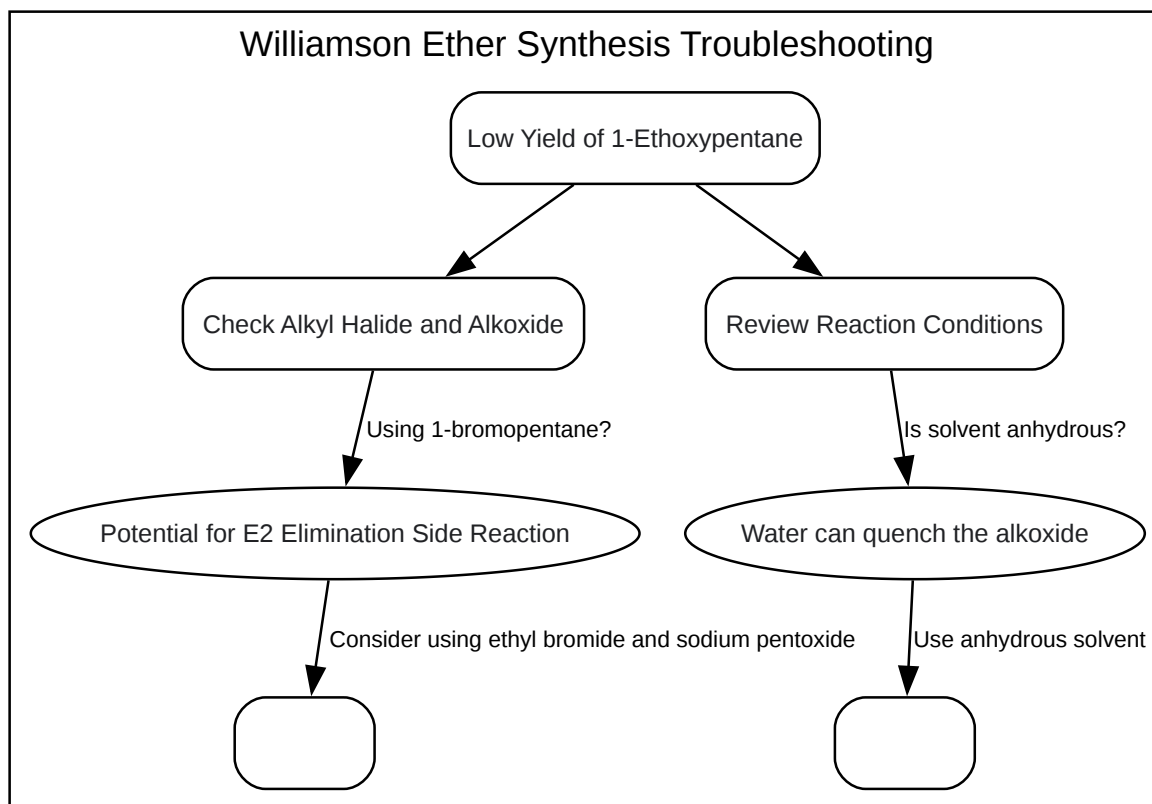 Williamson Ether Synthesis Troubleshooting
Low Yield of 1-Ethoxypentane
Check Alkyl Halide and Alkoxide
Review Reaction Conditions
Using 1-bromopentane?
Is solvent anhydrous?
Potential for E2 Elimination Side Reaction
Water can quench the alkoxide
Consider using ethyl bromide and sodium pentoxide
Use anhydrous solvent